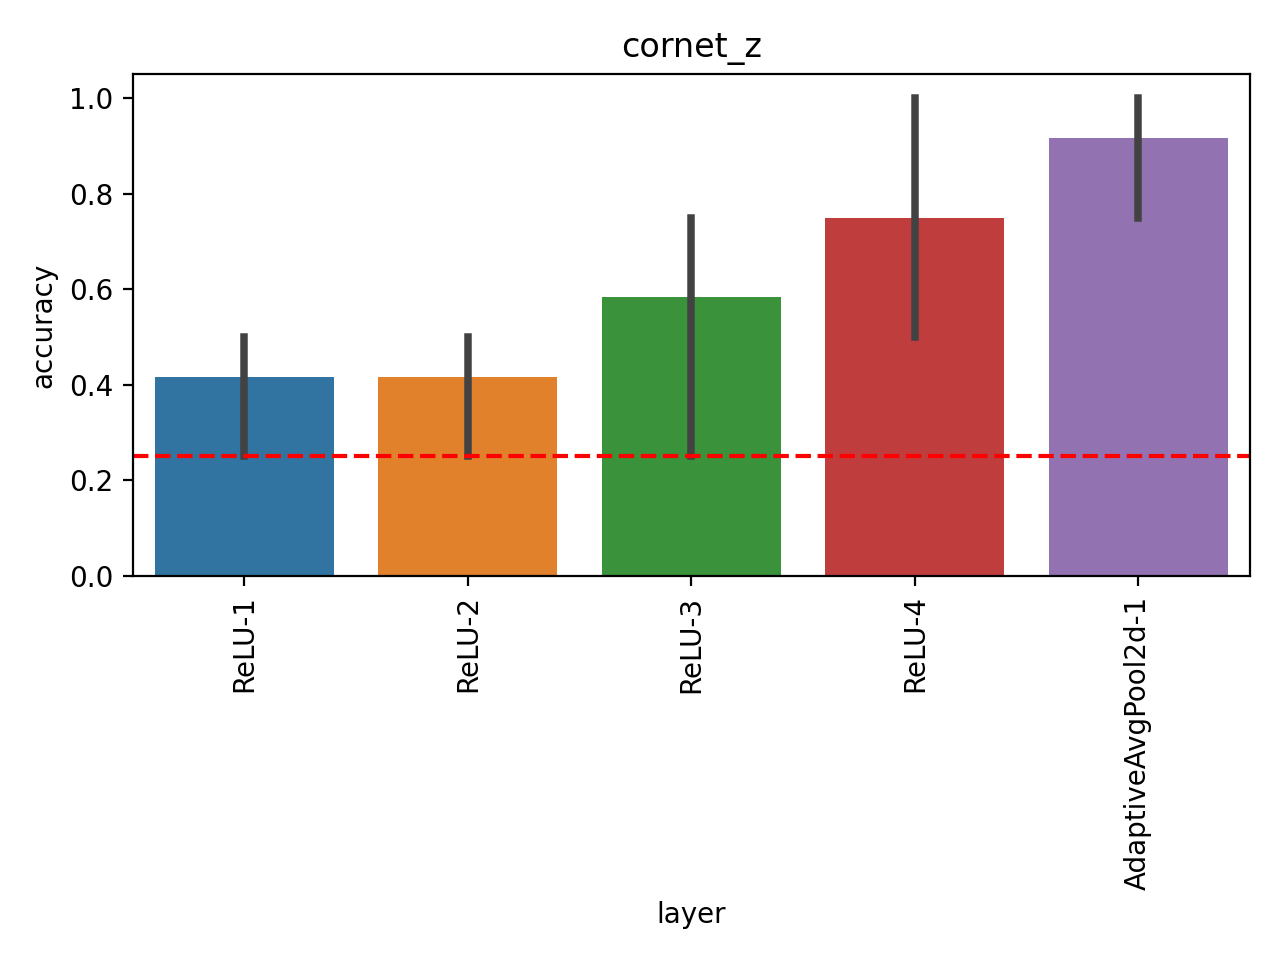 cornet_z
accuracy
1.0
0.8
0.6
0.4
0.2
0.0
ReLU-1
ReLU-2
ReLU-3
ReLU-4
AdaptiveAvgPool2d-1
layer